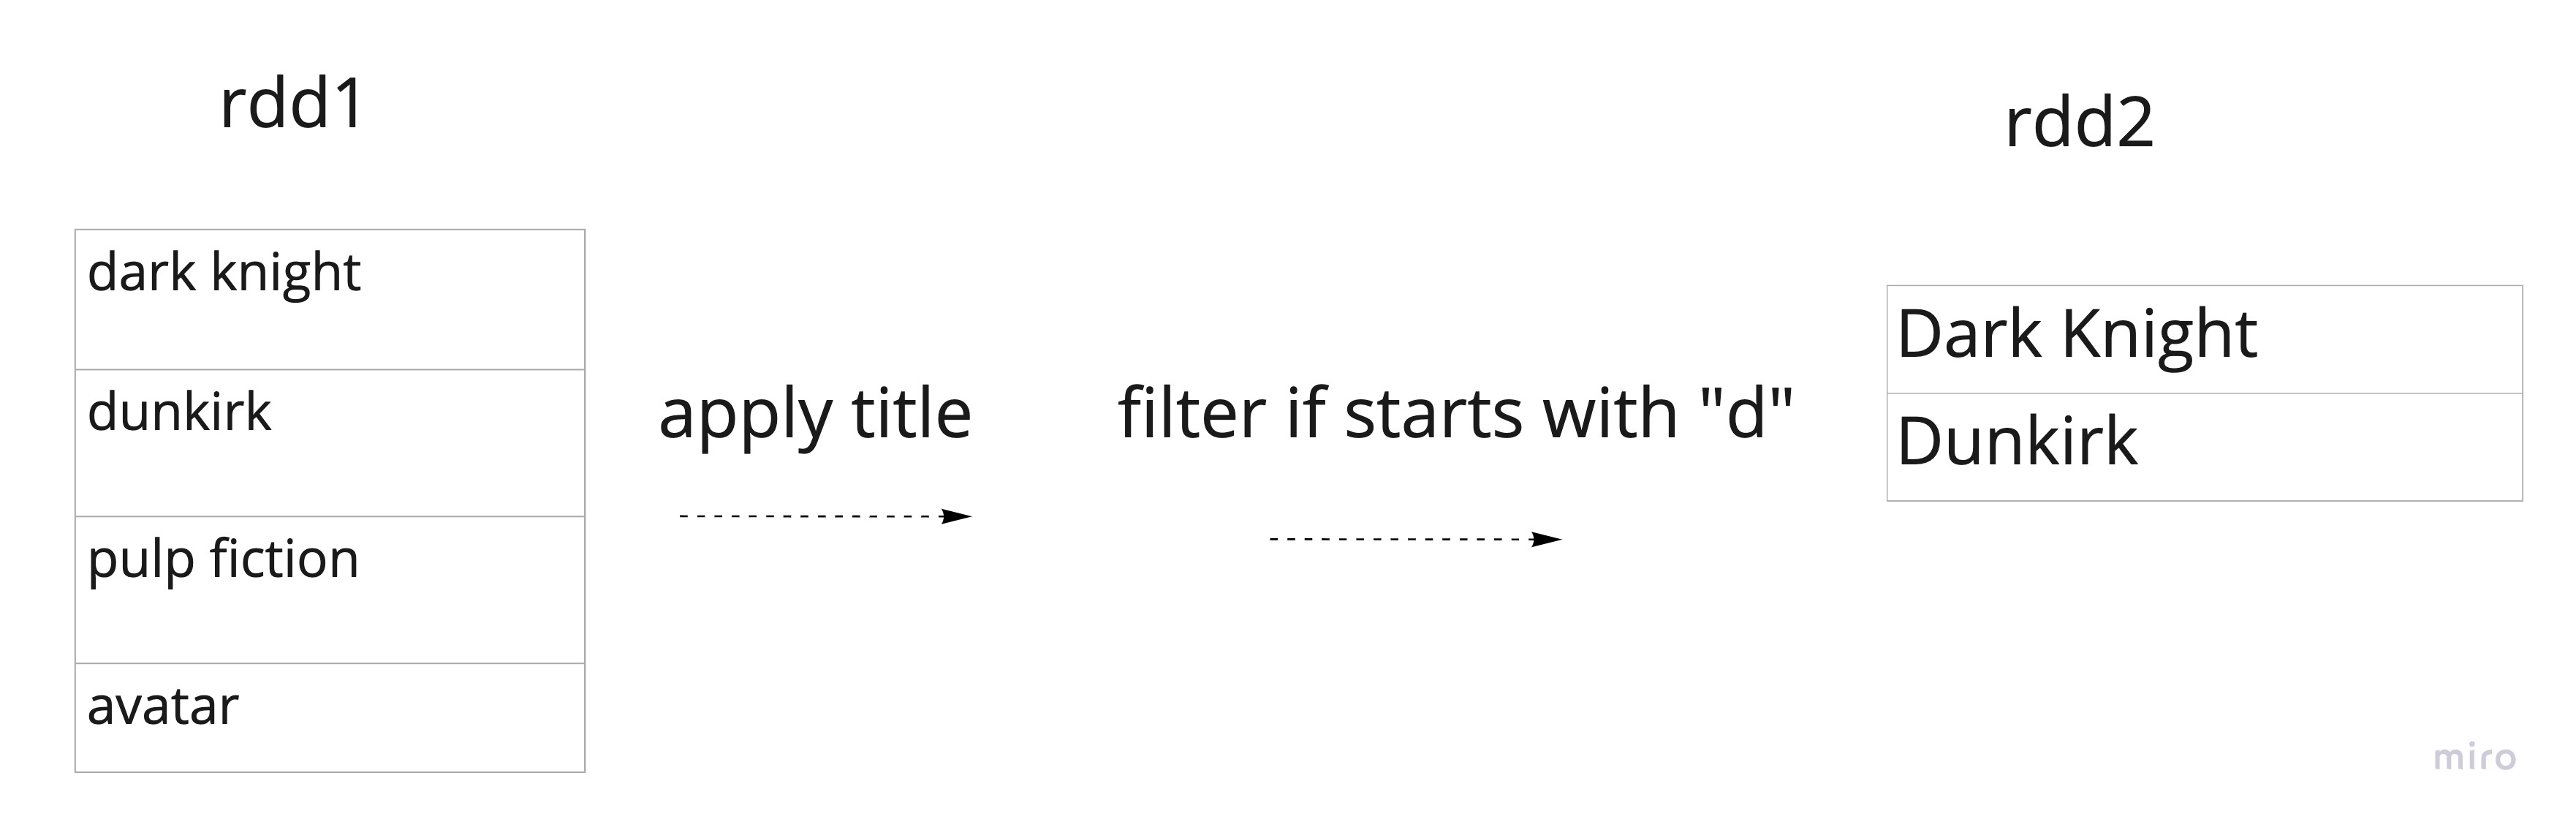 rdd1
dark knight
dunkirk
pulp fiction
avatar
apply title
filter if starts with "d"
rdd2
Dark Knight
Dunkirk
miro